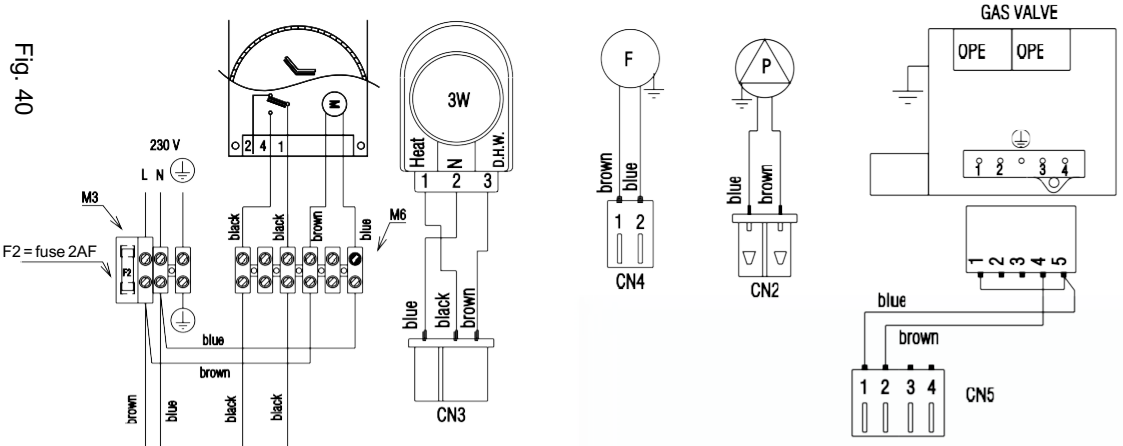 Fig. 40
230 V
L N
M3
F2 = fuse 2AF
F2
2 4 1
M
black
black
brown
blue
M6
blue
brown
brown
blue
black
black
3W
Heat
N
D.H.W.
1 2 3
blue
black
brown
CN3
F
brown
blue
1 2
CN4
P
blue
brown
CN2
GAS VALVE
OPE OPE
1 2 3 4
1 2 3 4 5
blue
brown
1 2 3 4
CN5